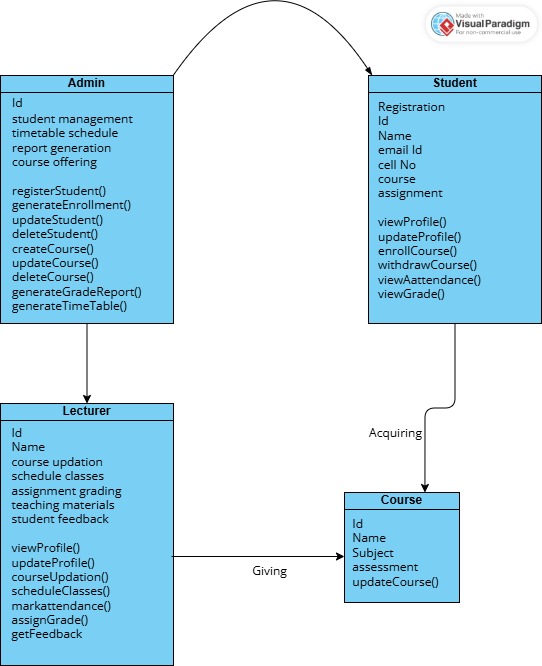 Made with
VisualParadigm
For non-commercial use
Admin
Id
student management
timetable schedule
report generation
course offering
registerStudent()
generateEnrollment()
updateStudent()
deleteStudent()
createCourse()
updateCourse()
deleteCourse()
generateGradeReport()
generateTimeTable()
Student
Registration
Id
Name
email Id
cell No
course
assignment
viewProfile()
updateProfile()
enrollCourse()
withdrawCourse()
viewAattendance()
viewGrade()
Acquiring
Lecturer
Id
Name
course updation
schedule classes
assignment grading
teaching materials
student feedback
viewProfile()
updateProfile()
courseUpdation()
scheduleClasses()
markattendance()
assignGrade()
getFeedback
Giving
Course
Id
Name
Subject
assessment
updateCourse()